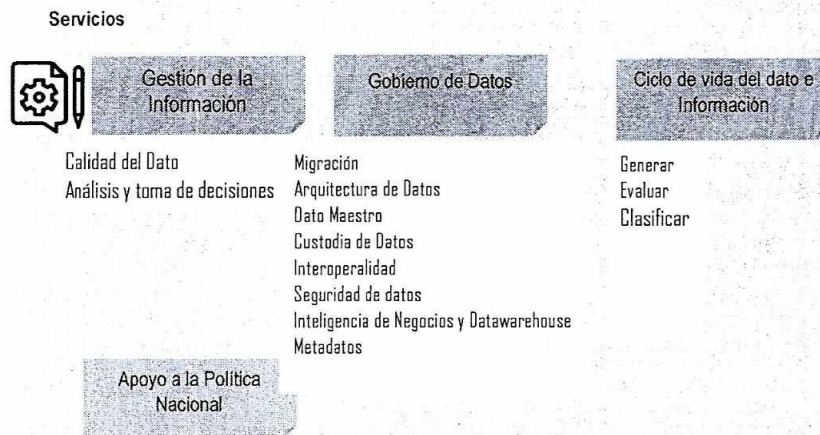 Servicios
Gestión de la
Información
Gobierno de Datos
Ciclo de vida del dato e
Información
Calidad del Dato
Análisis y toma de decisiones
Migración
Arquitectura de Datos
Dato Maestro
Custodia de Datos
Interoperalidad
Seguridad de datos
Inteligencia de Negocios y Datawarehouse
Metadatos
Generar
Evaluar
Clasificar
Apoyo a la Política
Nacional